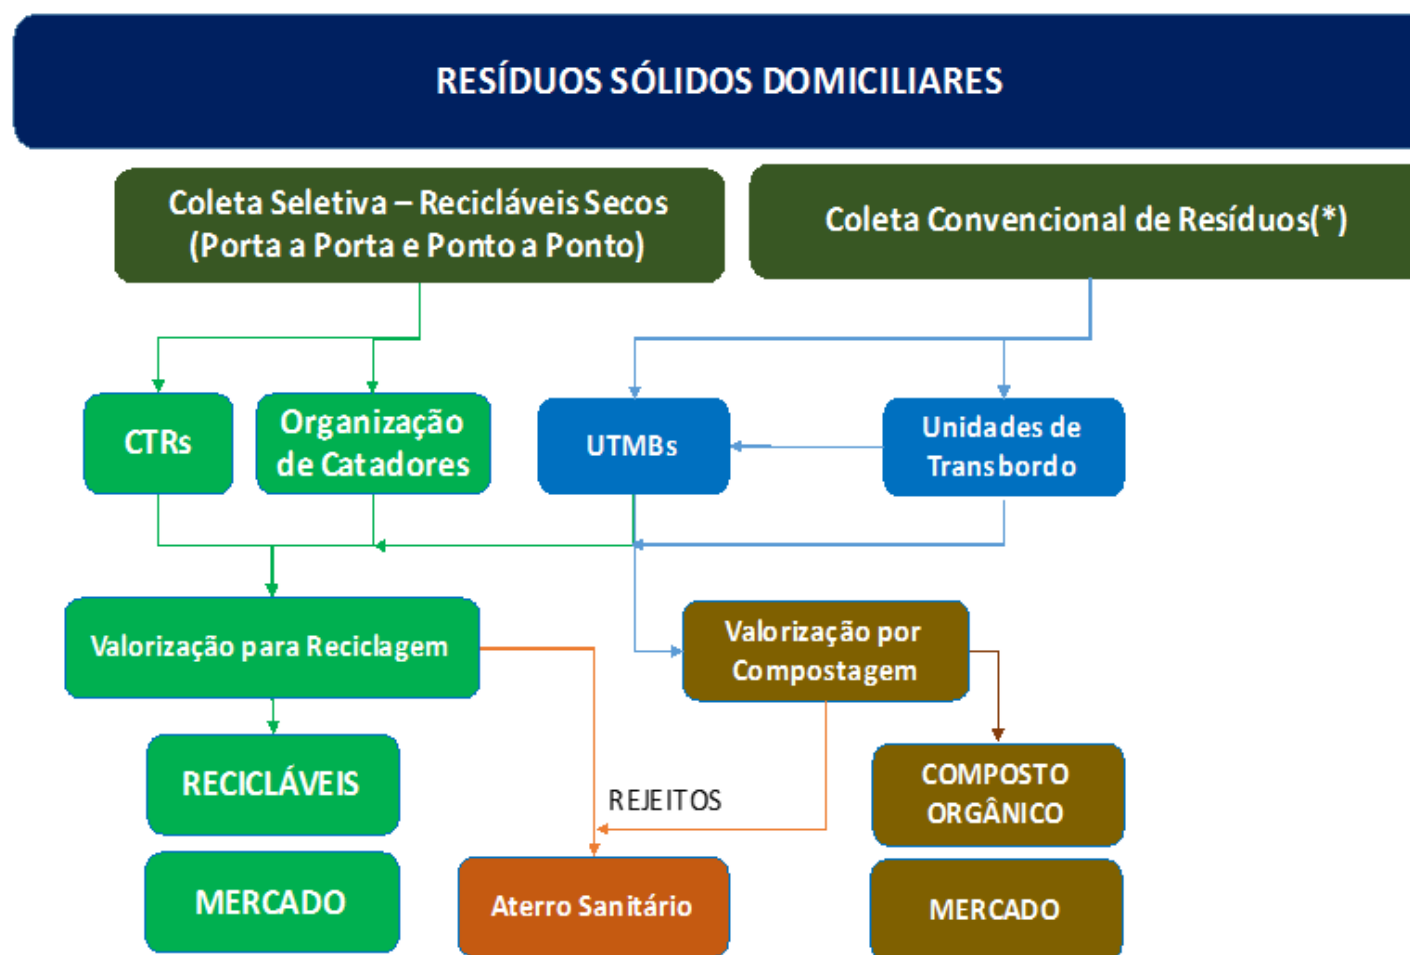 RESÍDUOS SÓLIDOS DOMICILIARES
Coleta Seletiva – Recicláveis Secos
(Porta a Porta e Ponto a Ponto)
Coleta Convencional de Resíduos(*)
CTRs
Organização
de Catadores
UTMBs
Unidades de
Transbordo
Valorização para Reciclagem
Valorização por
Compostagem
RECICLÁVEIS
REJEITOS
COMPOSTO
ORGÂNICO
MERCADO
Aterro Sanitário
MERCADO